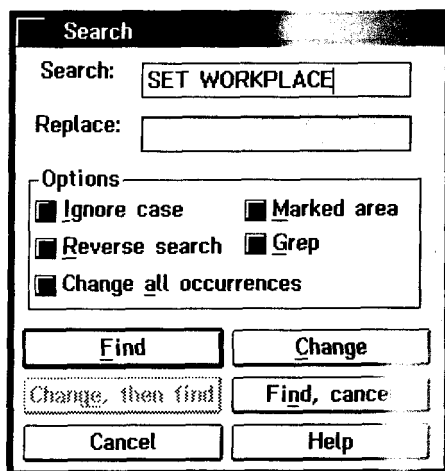 Search
Search: SET WORKPLACE
Replace:
Options
Ignore case Marked area
Reverse search Grep
Change all occurrences
Find Change
Change, then find Find, cance
Cancel Help